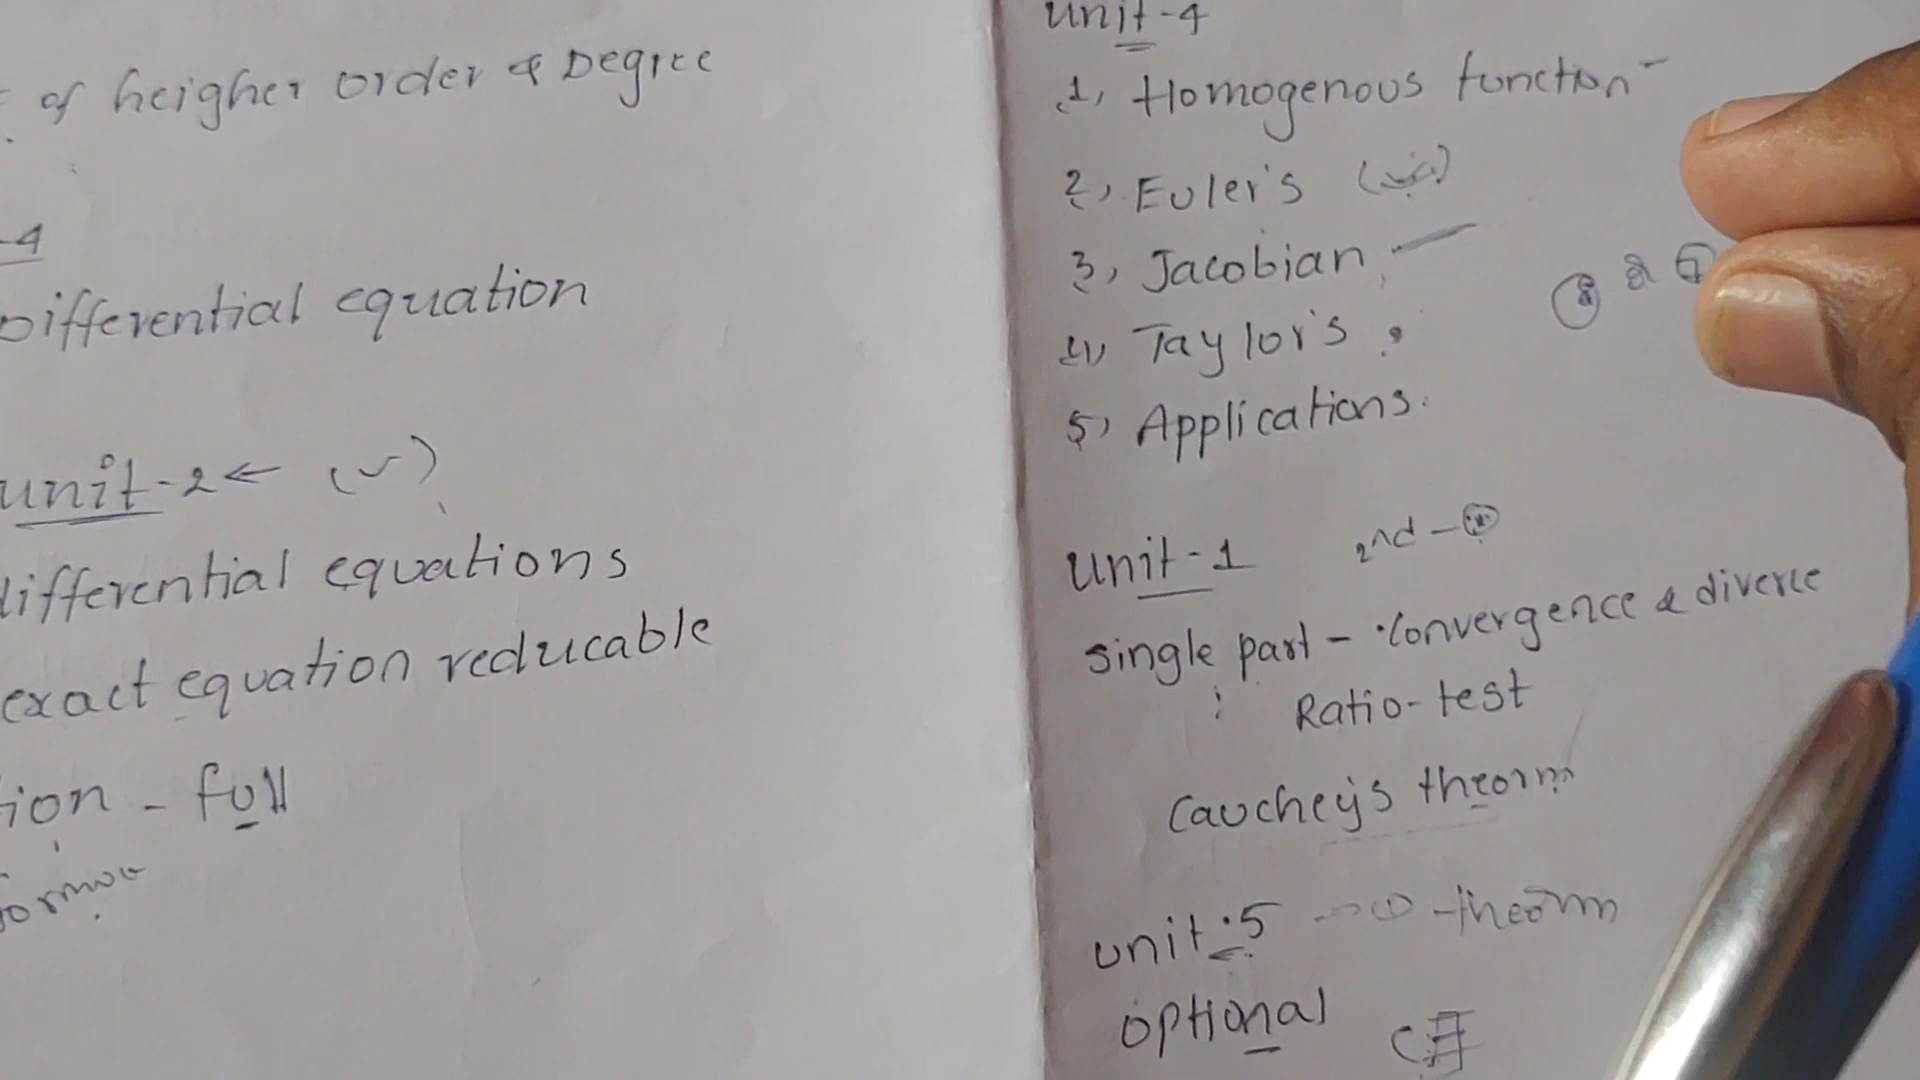 of heigher order & Degree
-4
Differential equation
unit-2 ←
differential equations
exact equation reducable
ion - full
unit-4
1, Homogenous function -
2, Euler's
3, Jacobian
4) Taylor's
5) Applications.
unit-1 2nd -
single part - convergence & diverce
Ratio-test
Cauchey's theorm
unit-5 → ① -theorm
optional